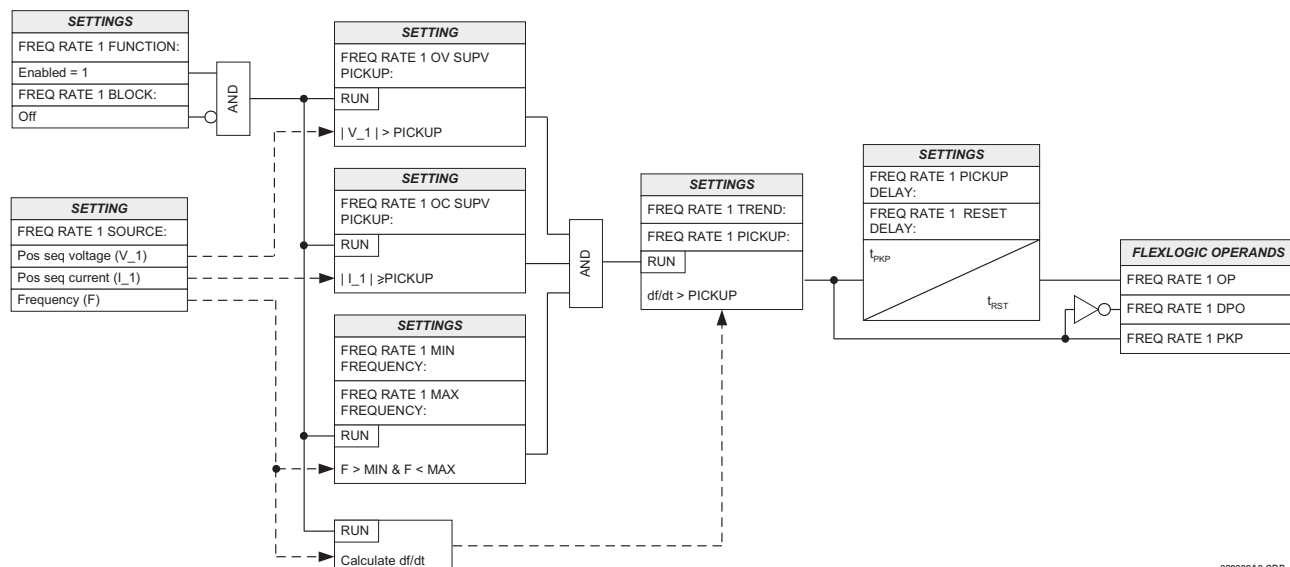 SETTINGS
FREQ RATE 1 FUNCTION:
Enabled = 1
FREQ RATE 1 BLOCK:
Off
AND
SETTING
FREQ RATE 1 SOURCE:
Pos seq voltage (V_1)
Pos seq current (I_1)
Frequency (F)
SETTING
FREQ RATE 1 OV SUPV
PICKUP:
RUN
| V_1 | > PICKUP
SETTING
FREQ RATE 1 OC SUPV
PICKUP:
RUN
| I_1 | ⩾PICKUP
SETTINGS
FREQ RATE 1 MIN
FREQUENCY:
FREQ RATE 1 MAX
FREQUENCY:
RUN
F > MIN & F < MAX
RUN
Calculate df/dt
AND
SETTINGS
FREQ RATE 1 TREND:
FREQ RATE 1 PICKUP:
RUN
df/dt > PICKUP
SETTINGS
FREQ RATE 1 PICKUP
DELAY:
FREQ RATE 1 RESET
DELAY:
tPKP
tRST
FLEXLOGIC OPERANDS
FREQ RATE 1 OP
FREQ RATE 1 DPO
FREQ RATE 1 PKP